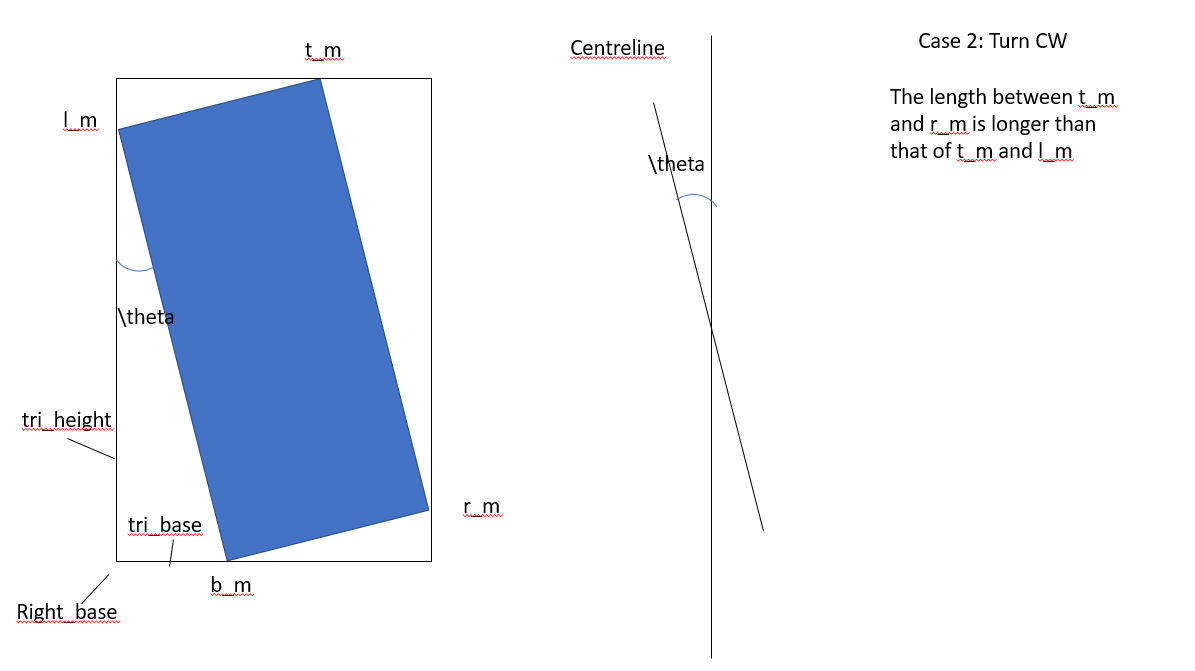 t_m
Centreline
Case 2: Turn CW
l_m
The length between t_m
and r_m is longer than
that of t_m and l_m
\theta
\theta
tri_height
r_m
tri_base
b_m
Right_base